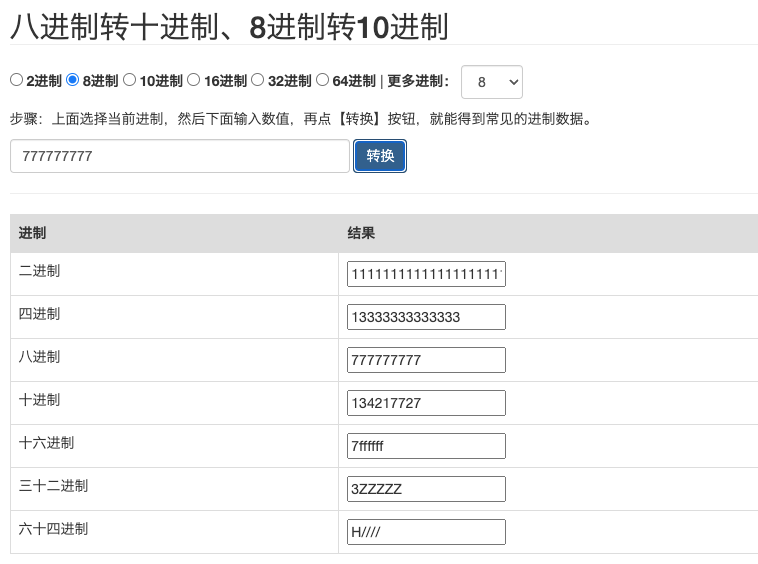 八进制转十进制、8进制转10进制
2进制 8进制 10进制 16进制 32进制 64进制 | 更多进制： 8
步骤：上面选择当前进制，然后下面输入数值，再点【转换】按钮，就能得到常见的进制数据。
777777777 转换
进制 结果
二进制 1111111111111111111
四进制 13333333333333
八进制 777777777
十进制 134217727
十六进制 7ffffff
三十二进制 3ZZZZZ
六十四进制 H////